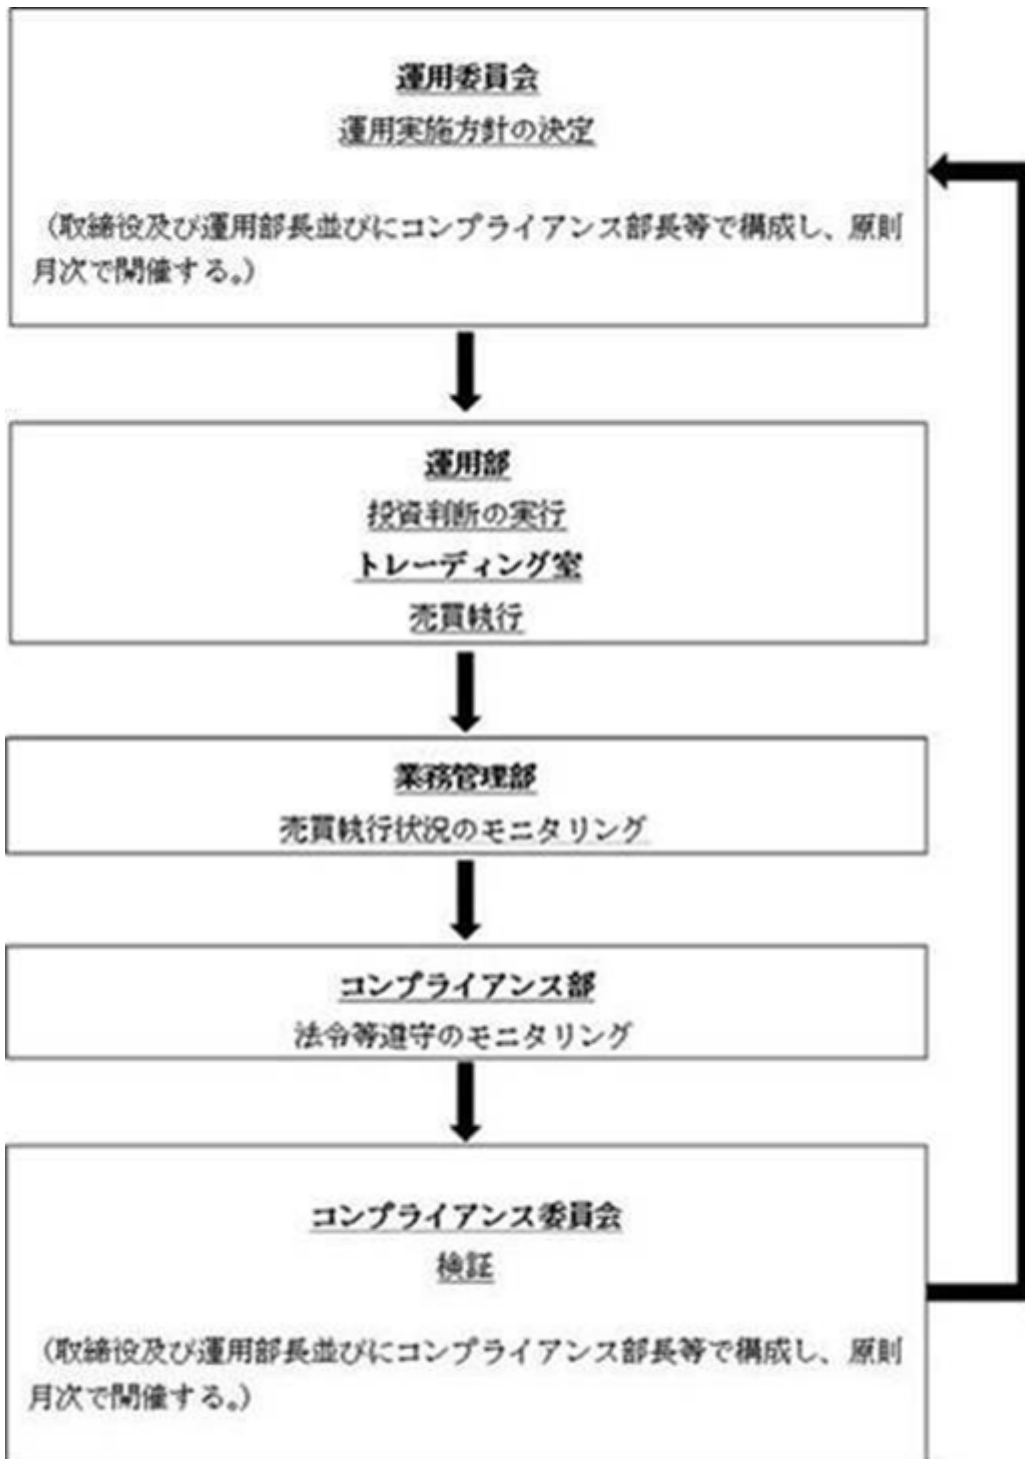 運用委員会
運用実施方針の決定
（取締役及び運用部長並びにコンプライアンス部長等で構成し、原則
月次で開催する。）
運用部
投資判断の実行
トレーディング室
売買執行
業務管理部
売買執行状況のモニタリング
コンプライアンス部
法令等遵守のモニタリング
コンプライアンス委員会
検証
（取締役及び運用部長並びにコンプライアンス部長等で構成し、原則
月次で開催する。）